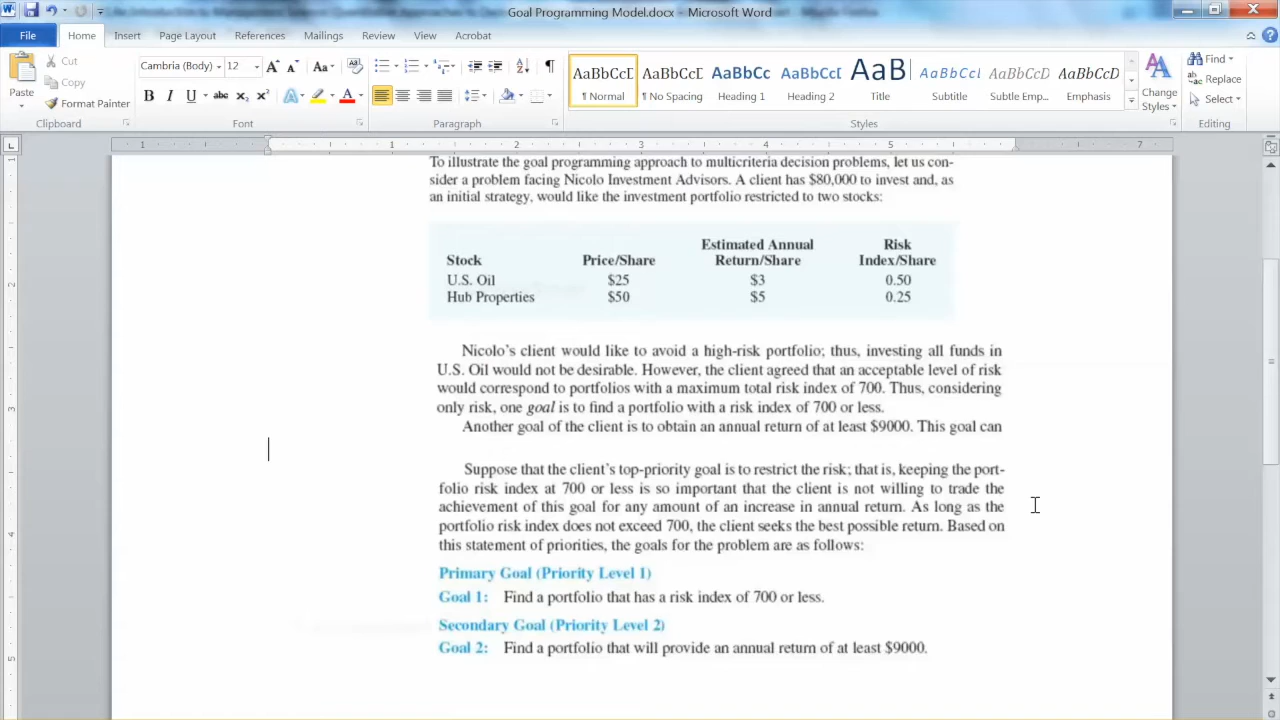 Goal Programming Model.docx - Microsoft Word
File Home Insert Page Layout References Mailings Review View Acrobat
Paste
Cut
Copy
Format Painter
Clipboard
Cambria (Body) 12
Font
Paragraph
AaBbCcD AaBbCcD AaBbCc AaBbCcD AaB AaBbCcI AaBbCcD AaBbCcD
¶ Normal ¶ No Spacing Heading 1 Heading 2 Title Subtitle Subtle Emp... Emphasis
Change Styles
Styles
Find
Replace
Select
Editing
1 1 2 3 4 5 7
To illustrate the goal programming approach to multicriteria decision problems, let us con-
sider a problem facing Nicolo Investment Advisors. A client has $80,000 to invest and, as
an initial strategy, would like the investment portfolio restricted to two stocks:
Estimated Annual Risk
Stock Price/Share Return/Share Index/Share
U.S. Oil $25 $3 0.50
Hub Properties $50 $5 0.25
Nicolo's client would like to avoid a high-risk portfolio; thus, investing all funds in
U.S. Oil would not be desirable. However, the client agreed that an acceptable level of risk
would correspond to portfolios with a maximum total risk index of 700. Thus, considering
only risk, one goal is to find a portfolio with a risk index of 700 or less.
Another goal of the client is to obtain an annual return of at least $9000. This goal can
Suppose that the client's top-priority goal is to restrict the risk; that is, keeping the port-
folio risk index at 700 or less is so important that the client is not willing to trade the
achievement of this goal for any amount of an increase in annual return. As long as the
portfolio risk index does not exceed 700, the client seeks the best possible return. Based on
this statement of priorities, the goals for the problem are as follows:
Primary Goal (Priority Level 1)
Goal 1: Find a portfolio that has a risk index of 700 or less.
Secondary Goal (Priority Level 2)
Goal 2: Find a portfolio that will provide an annual return of at least $9000.